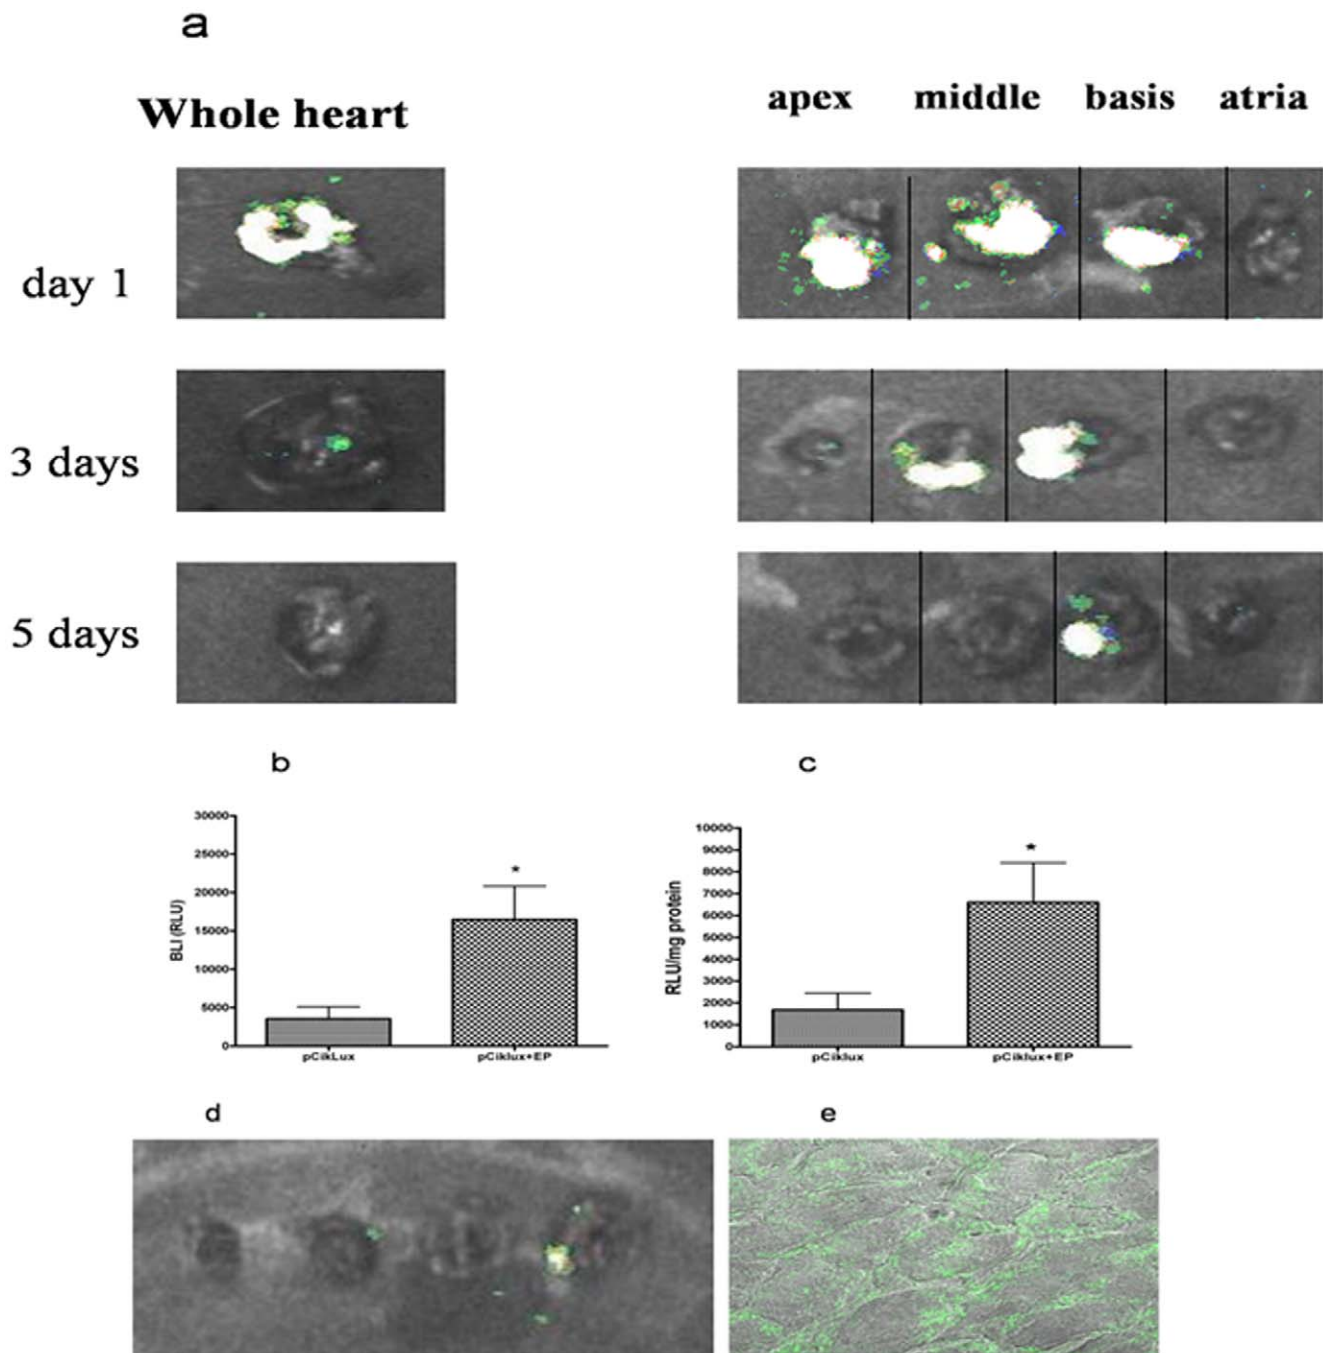 a
Whole heart
apex middle basis atria
day 1
3 days
5 days
b
c
30000
25000
20000
15000
10000
5000
0
BLI (RLU)
*
pCikLux
pCiklux+EP
10000
9000
8000
7000
6000
5000
4000
3000
2000
1000
0
RLU/mg protein
*
pCiklux
pCiklux+EP
d
e